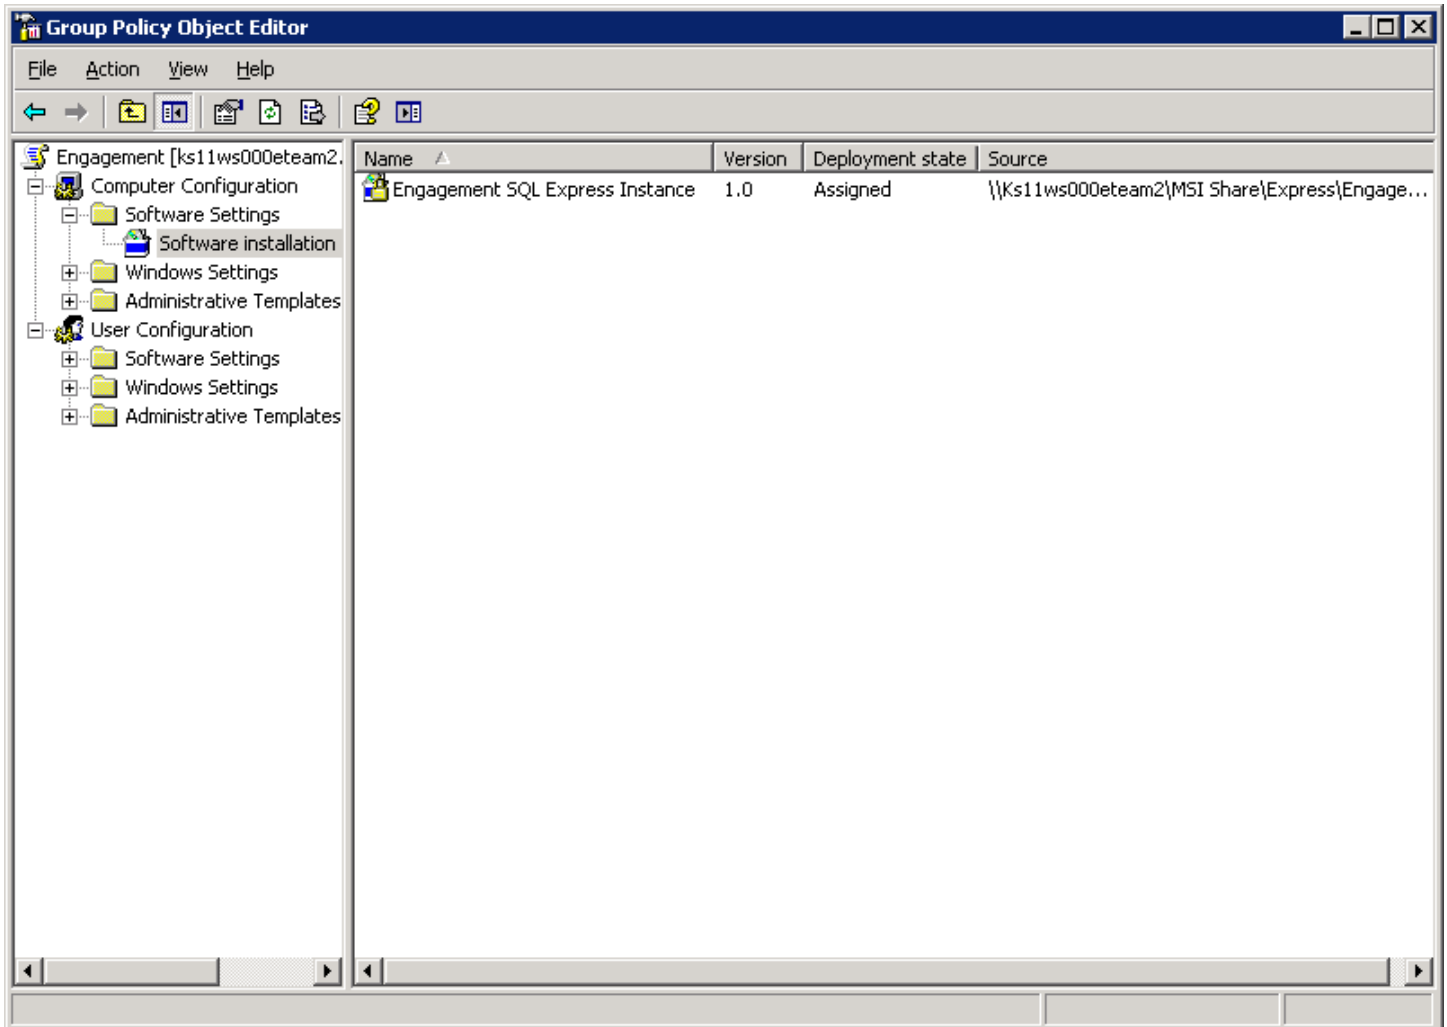 Group Policy Object Editor
File Action View Help
Engagement [ks11ws000eteam2.
Computer Configuration
Software Settings
Software installation
Windows Settings
Administrative Templates
User Configuration
Software Settings
Windows Settings
Administrative Templates
Name Version Deployment state Source
Engagement SQL Express Instance 1.0 Assigned \\Ks11ws000eteam2\MSI Share\Express\Engage...